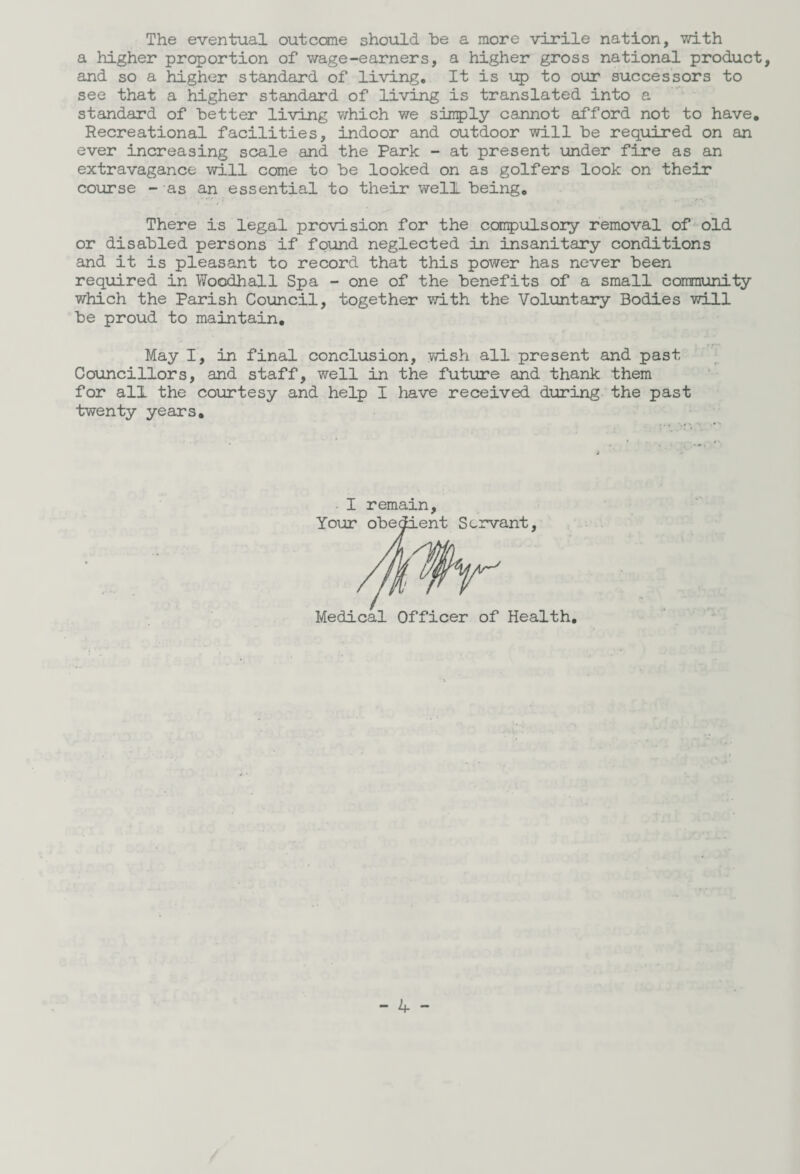 The eventual outcome should be a more virile nation, with
a higher proportion of wage-earners, a higher gross national product,
and so a higher standard of living. It is up to our successors to
see that a higher standard of living is translated into a
standard of better living which we simply cannot afford not to have.
Recreational facilities, indoor and outdoor will be required on an
ever increasing scale and the Park - at present under fire as an
extravagance will come to be looked on as golfers look on their
course - as an essential to their well being.
There is legal provision for the compulsory removal of old
or disabled persons if found neglected in insanitary conditions
and it is pleasant to record that this power has never been
required in Woodhall Spa - one of the benefits of a small community
which the Parish Council, together with the Voluntary Bodies will
be proud to maintain.
May I, in final conclusion, wish all present and past
Councillors, and staff, well in the future and thank them
for all the courtesy and help I have received during the past
twenty years.
I remain,
Your obedient Servant,
Medical Officer of Health.
- 4 -